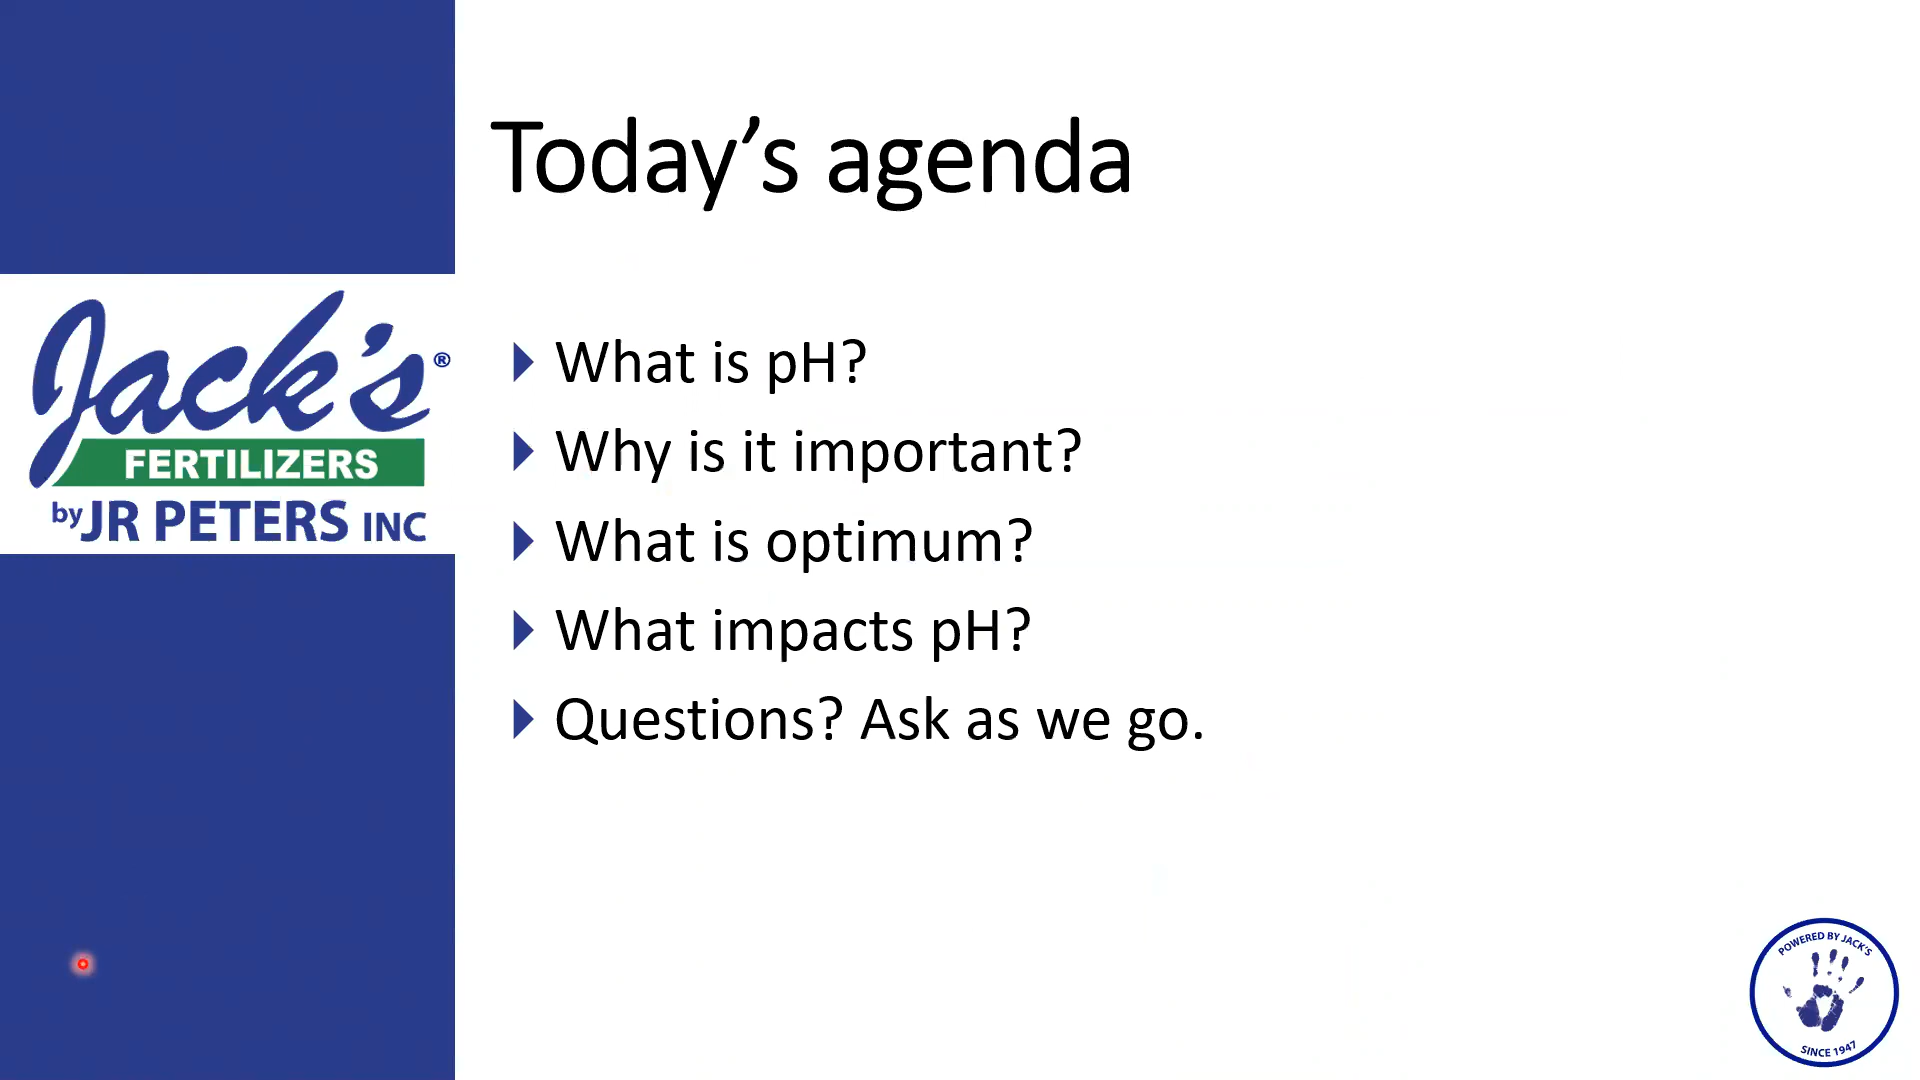 Today’s agenda
Jack's®
FERTILIZERS
by JR PETERS INC
What is pH?
Why is it important?
What is optimum?
What impacts pH?
Questions? Ask as we go.
POWERED BY JACK'S
SINCE 1947